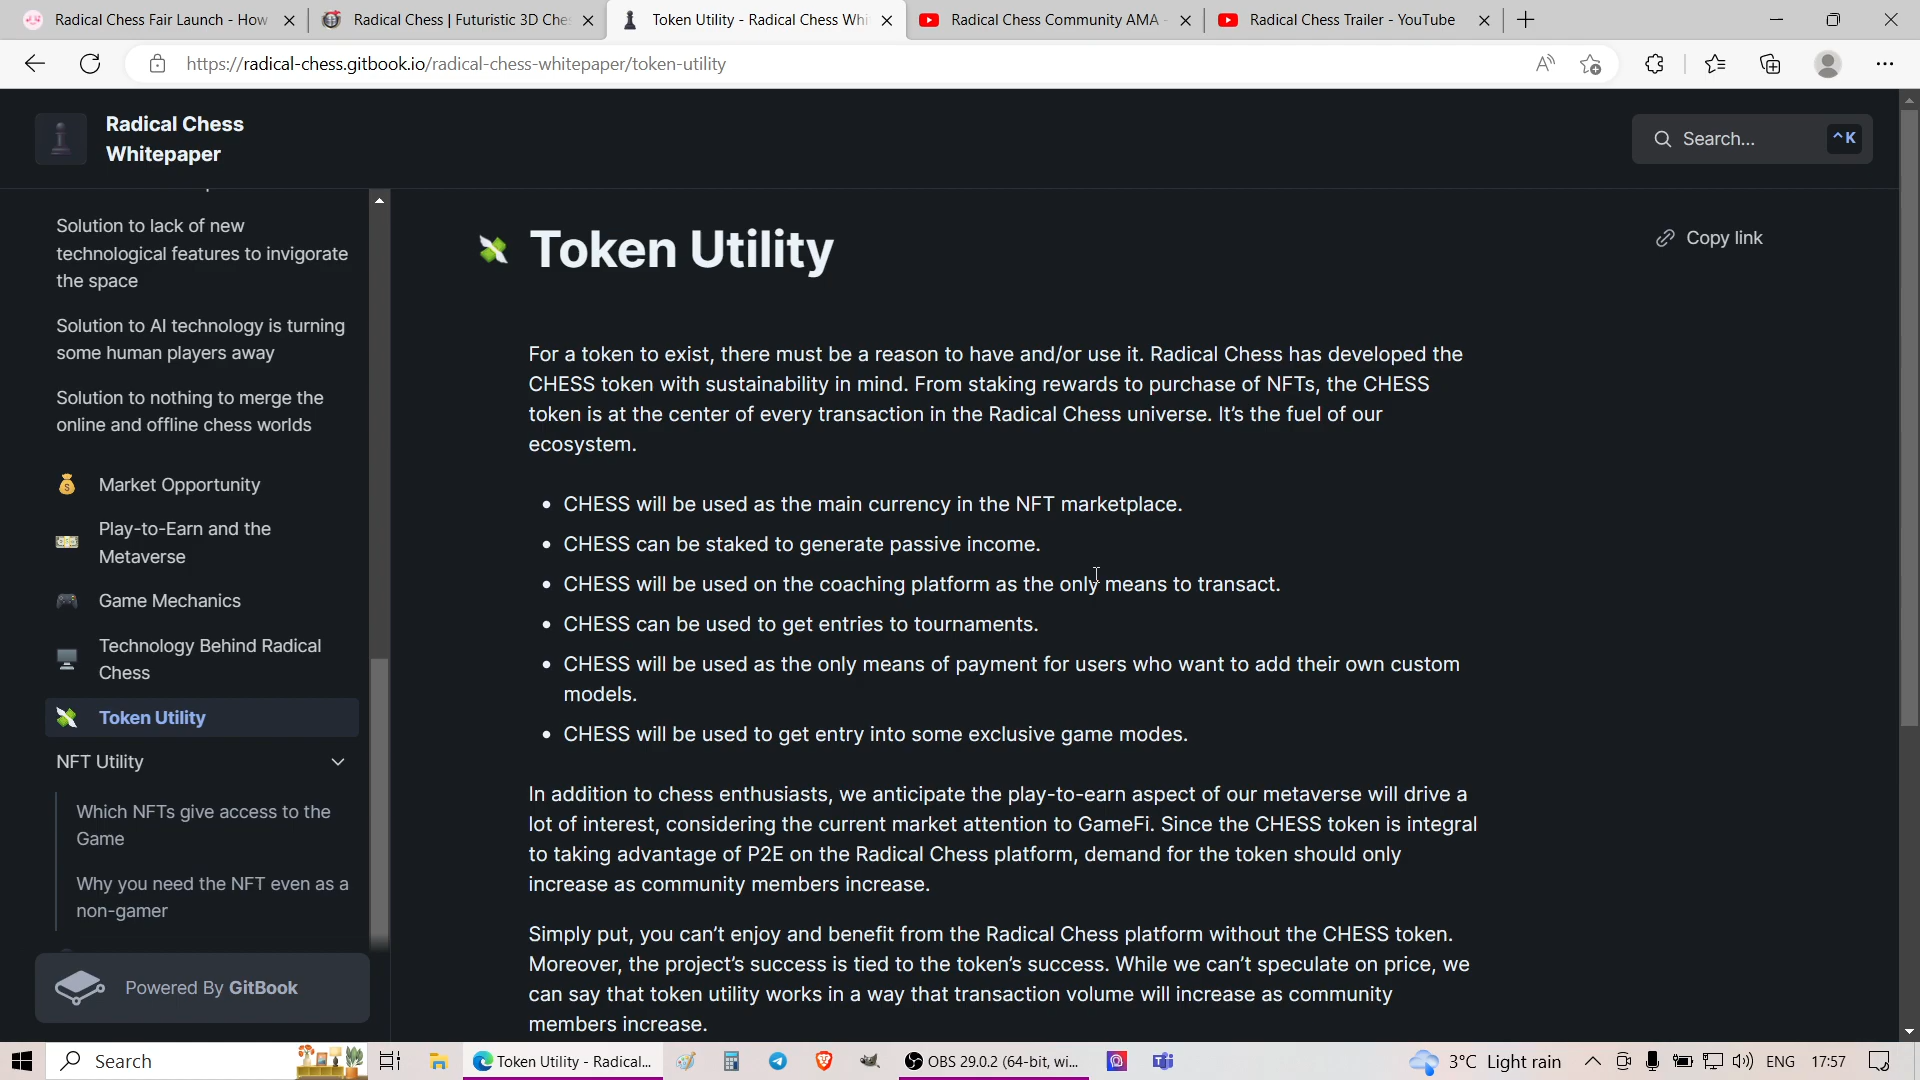 Radical Chess Fair Launch - How
Radical Chess | Futuristic 3D Che
Token Utility - Radical Chess Whi
Radical Chess Community AMA -
Radical Chess Trailer - YouTube
https://radical-chess.gitbook.io/radical-chess-whitepaper/token-utility
Radical Chess
Whitepaper
Search...
^K
Solution to lack of new
technological features to invigorate
the space
Solution to AI technology is turning
some human players away
Solution to nothing to merge the
online and offline chess worlds
Market Opportunity
Play-to-Earn and the
Metaverse
Game Mechanics
Technology Behind Radical
Chess
Token Utility
NFT Utility
Which NFTs give access to the
Game
Why you need the NFT even as a
non-gamer
Powered By GitBook
Token Utility
Copy link
For a token to exist, there must be a reason to have and/or use it. Radical Chess has developed the
CHESS token with sustainability in mind. From staking rewards to purchase of NFTs, the CHESS
token is at the center of every transaction in the Radical Chess universe. It’s the fuel of our
ecosystem.
• CHESS will be used as the main currency in the NFT marketplace.
• CHESS can be staked to generate passive income.
• CHESS will be used on the coaching platform as the only means to transact.
• CHESS can be used to get entries to tournaments.
• CHESS will be used as the only means of payment for users who want to add their own custom
models.
• CHESS will be used to get entry into some exclusive game modes.
In addition to chess enthusiasts, we anticipate the play-to-earn aspect of our metaverse will drive a
lot of interest, considering the current market attention to GameFi. Since the CHESS token is integral
to taking advantage of P2E on the Radical Chess platform, demand for the token should only
increase as community members increase.
Simply put, you can’t enjoy and benefit from the Radical Chess platform without the CHESS token.
Moreover, the project’s success is tied to the token’s success. While we can’t speculate on price, we
can say that token utility works in a way that transaction volume will increase as community
members increase.
Search
Token Utility - Radical...
OBS 29.0.2 (64-bit, wi...
3°C Light rain
ENG
17:57